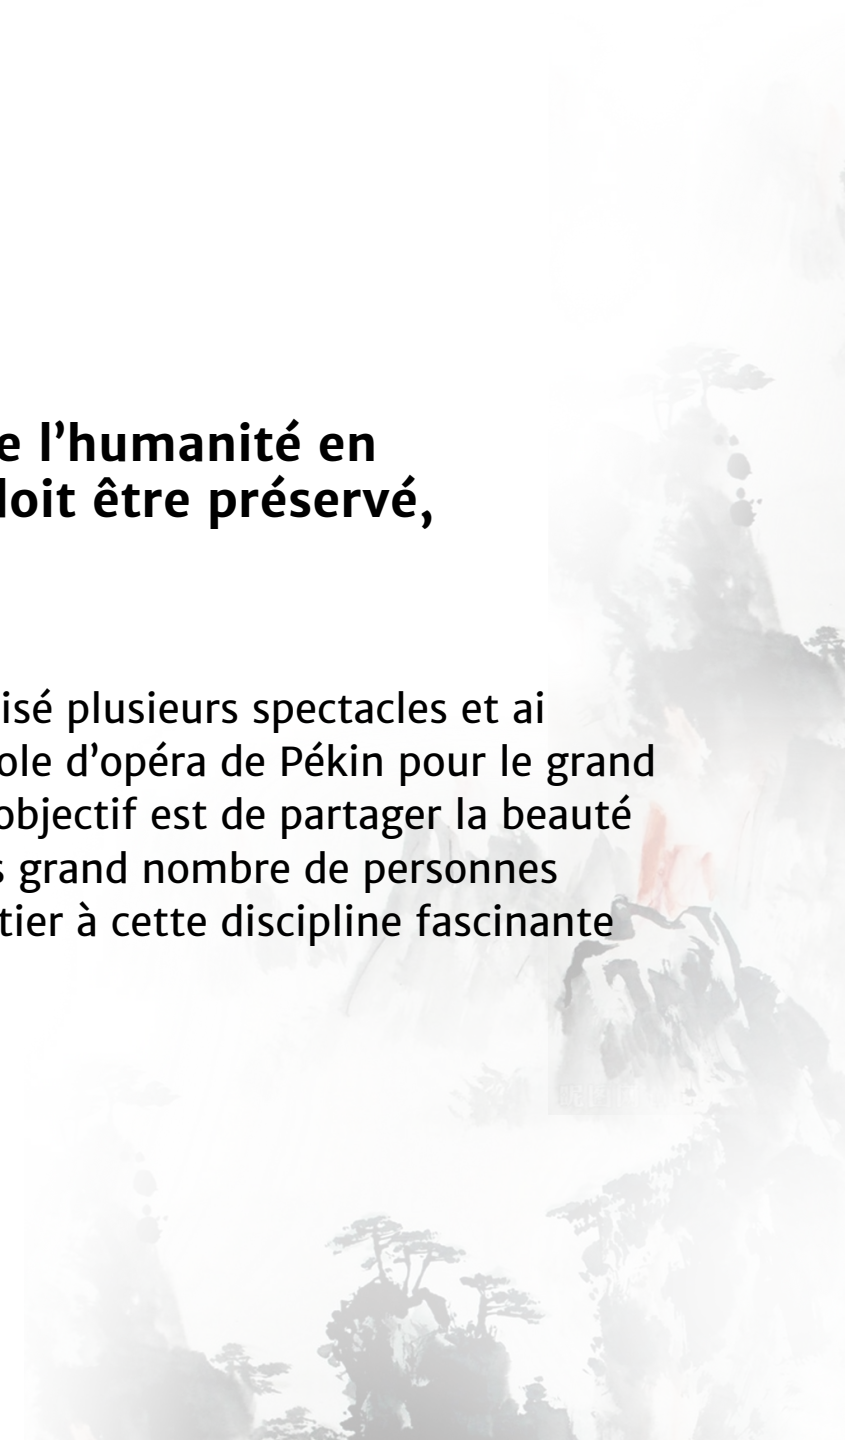 e l’humanité en
doit être préservé,
isé plusieurs spectacles et ai
ole d’opéra de Pékin pour le grand
objectif est de partager la beauté
s grand nombre de personnes
tier à cette discipline fascinante